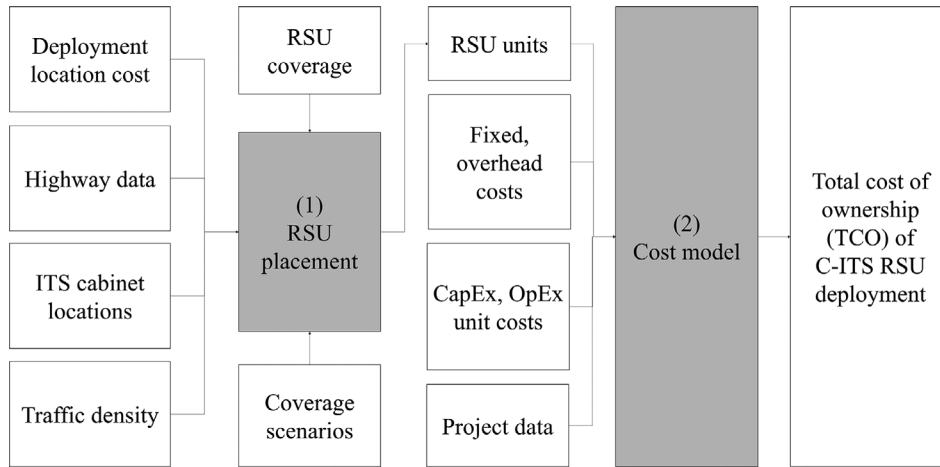 Deployment
location cost
Highway data
ITS cabinet
locations
Traffic density
RSU
coverage
(1)
RSU
placement
Coverage
scenarios
RSU units
Fixed,
overhead
costs
CapEx, OpEx
unit costs
Project data
(2)
Cost model
Total cost of
ownership
(TCO) of
C-ITS RSU
deployment